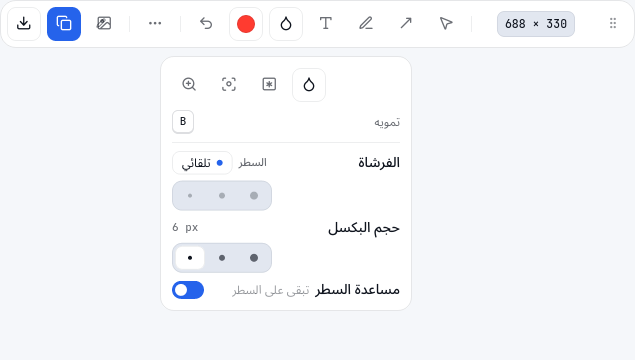 688 × 330
تمويه B
الفرشاة السطر تلقائي
حجم البكسل 6 px
مساعدة السطر تبقى على السطر